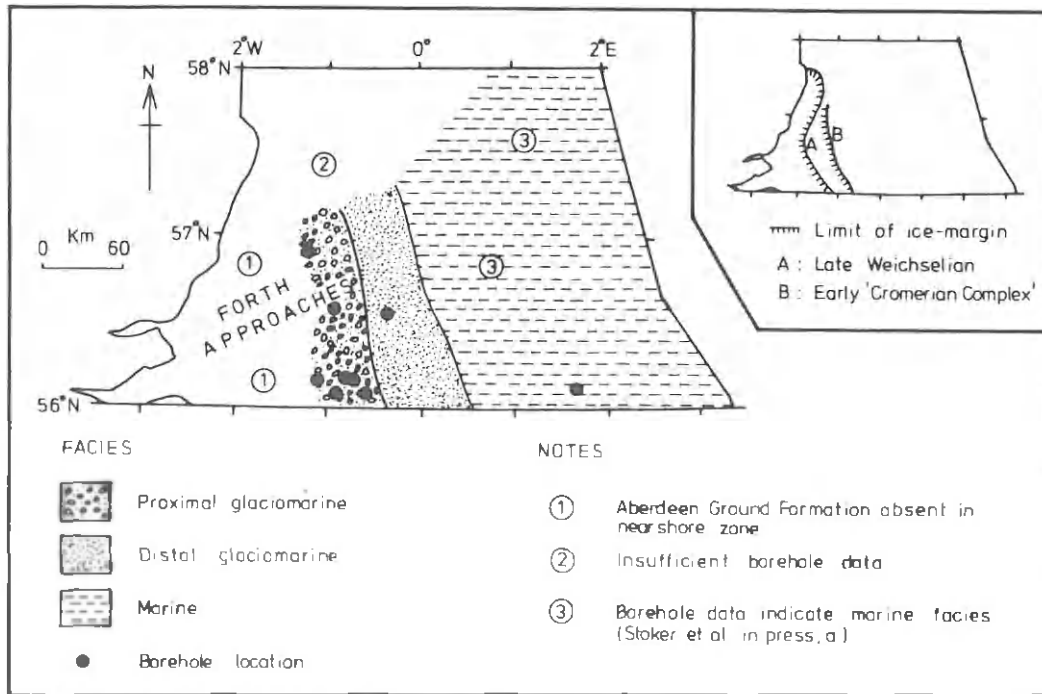 2°W
0°
2°E
58°N
N
3
2
57°N
0 Km 60
1
3
FORTH
APPROACHES
1
56°N
A
B
Limit of ice-margin
A : Late Weichselian
B : Early 'Cromerian Complex'
FACIES
Proximal glaciomarine
Distal glaciomarine
Marine
Borehole location
NOTES
1 Aberdeen Ground Formation absent in
nearshore zone
2 Insufficient borehole data
3 Borehole data indicate marine facies
(Stoker et al in press, a)